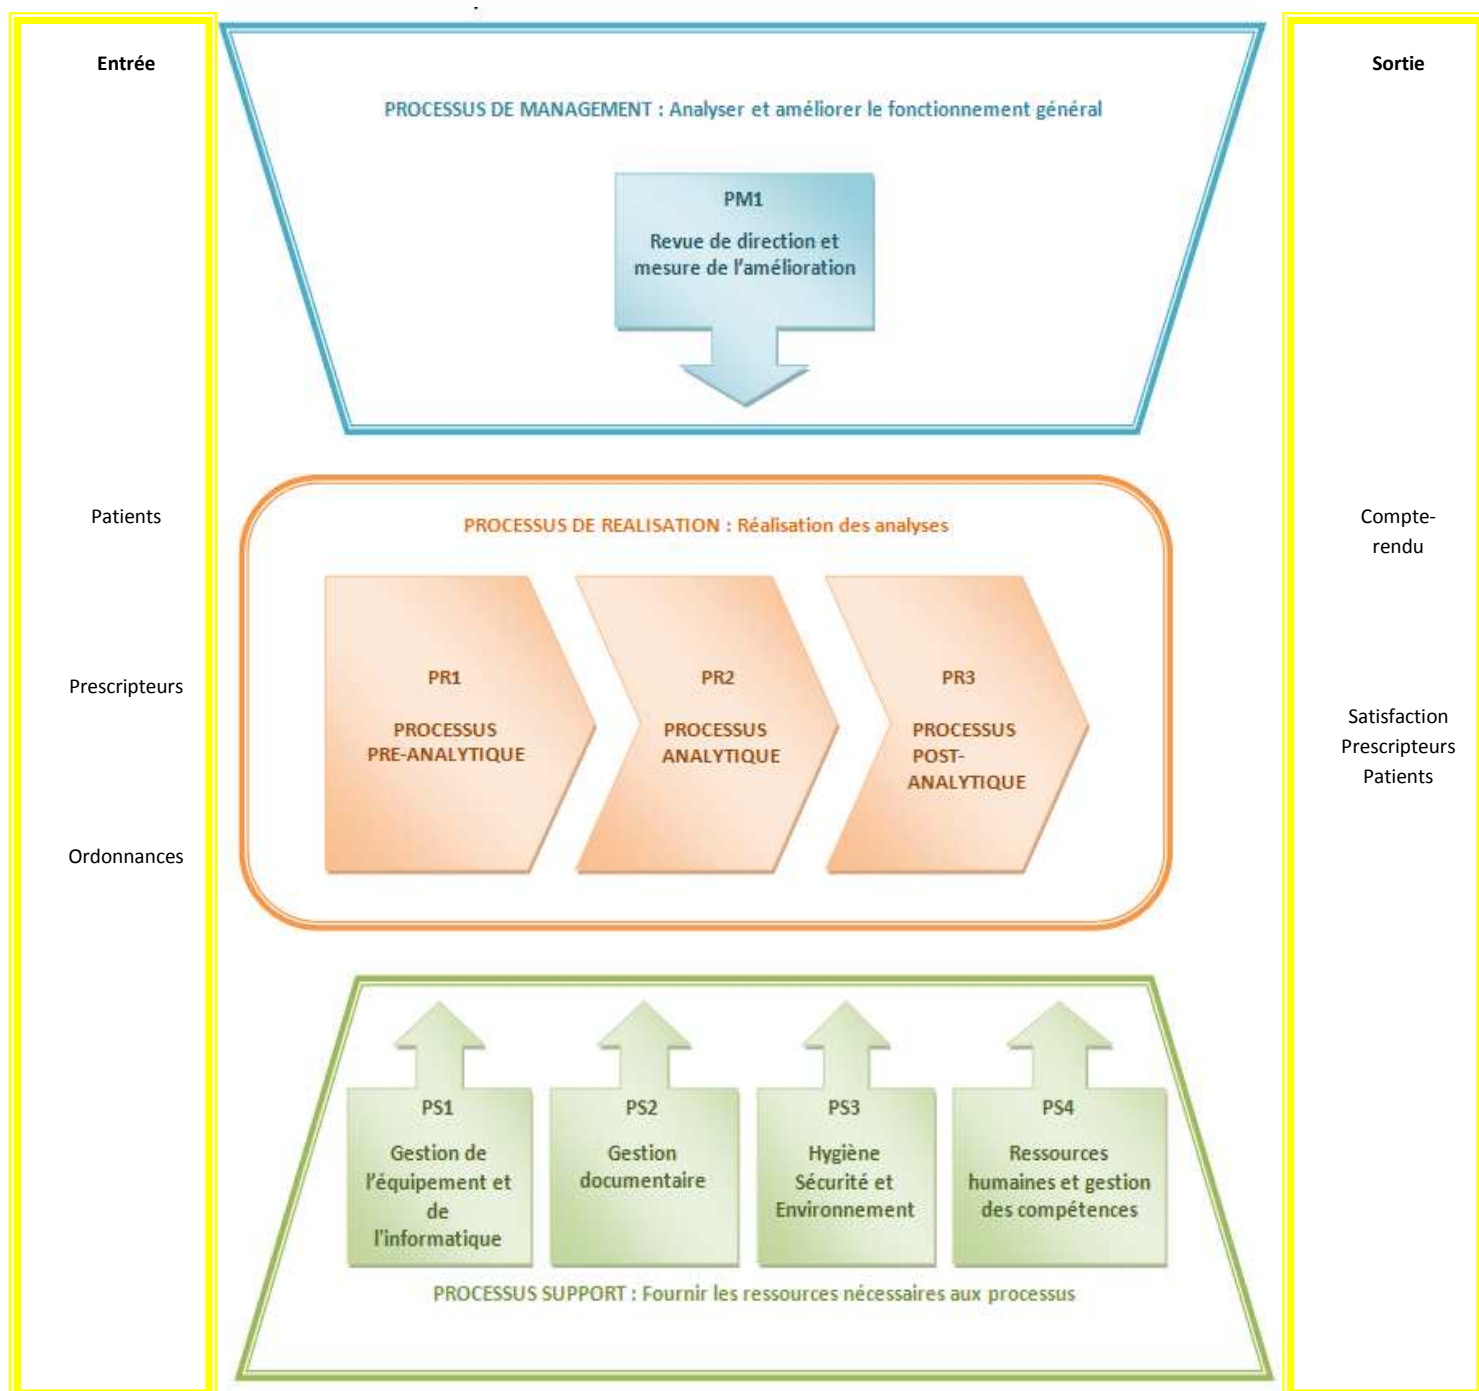 Entrée
Patients
Prescripteurs
Ordonnances
PROCESSUS DE MANAGEMENT : Analyser et améliorer le fonctionnement général
PM1
Revue de direction et
mesure de l'amélioration
PROCESSUS DE REALISATION : Réalisation des analyses
PR1
PROCESSUS
PRE-ANALYTIQUE
PR2
PROCESSUS
ANALYTIQUE
PR3
PROCESSUS
POST-
ANALYTIQUE
PS1
Gestion de
l'équipement et
de
l'informatique
PS2
Gestion
documentaire
PS3
Hygiène
Sécurité et
Environnement
PS4
Ressources
humaines et gestion
des compétences
PROCESSUS SUPPORT : Fournir les ressources nécessaires aux processus
Sortie
Compte-
rendu
Satisfaction
Prescripteurs
Patients